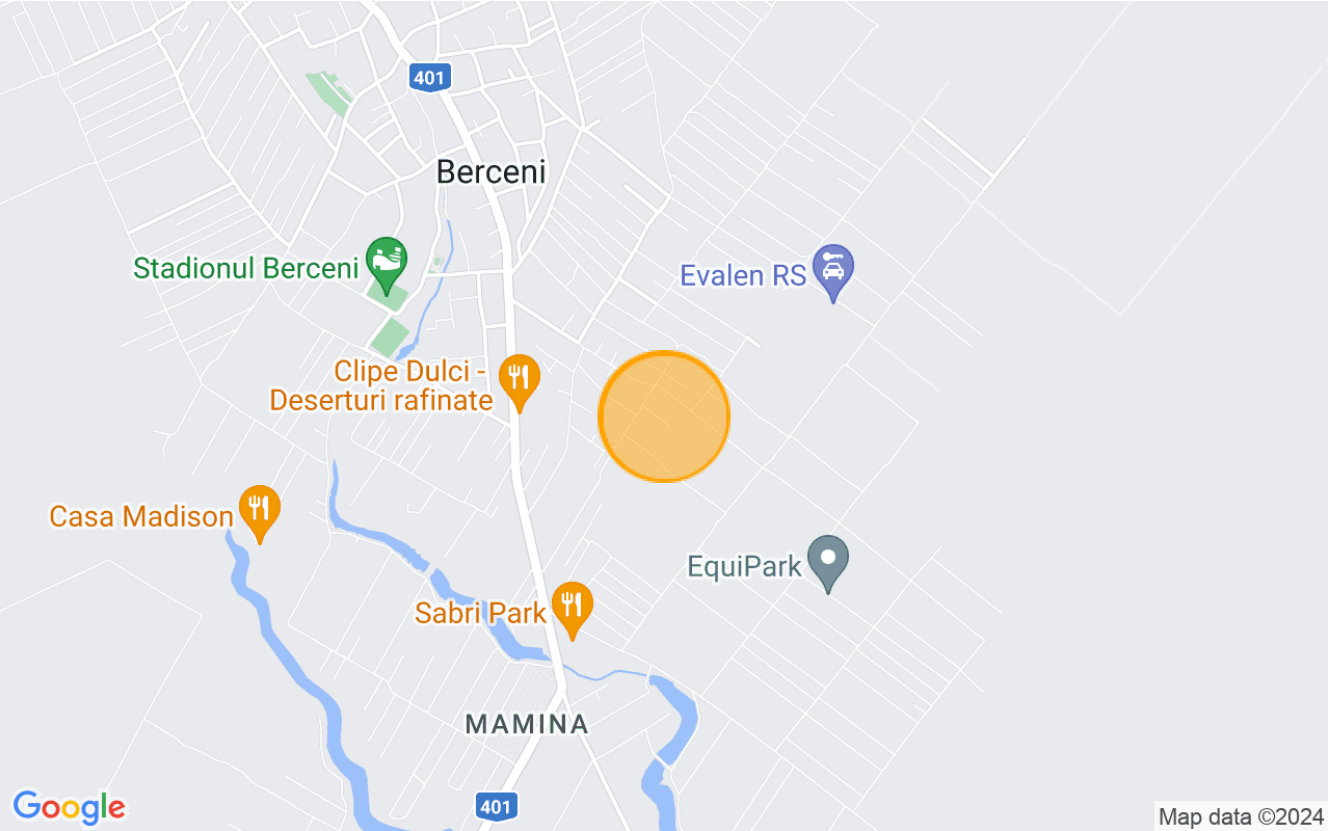 401
Berceni
Stadionul Berceni
Evalen RS
Clipe Dulci -
Deserturi rafinate
Casa Madison
EquiPark
Sabri Park
MAMINA
401
Google
Map data ©2024